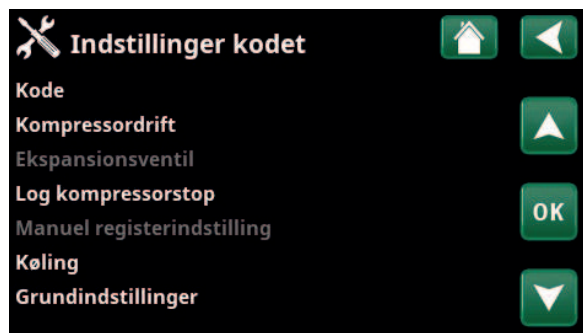 Indstillinger kodet
Kode
Kompressordrift
Ekspansionsventil
Log kompressorstop
OK
Manuel registerindstilling
Køling
Grundindstillinger